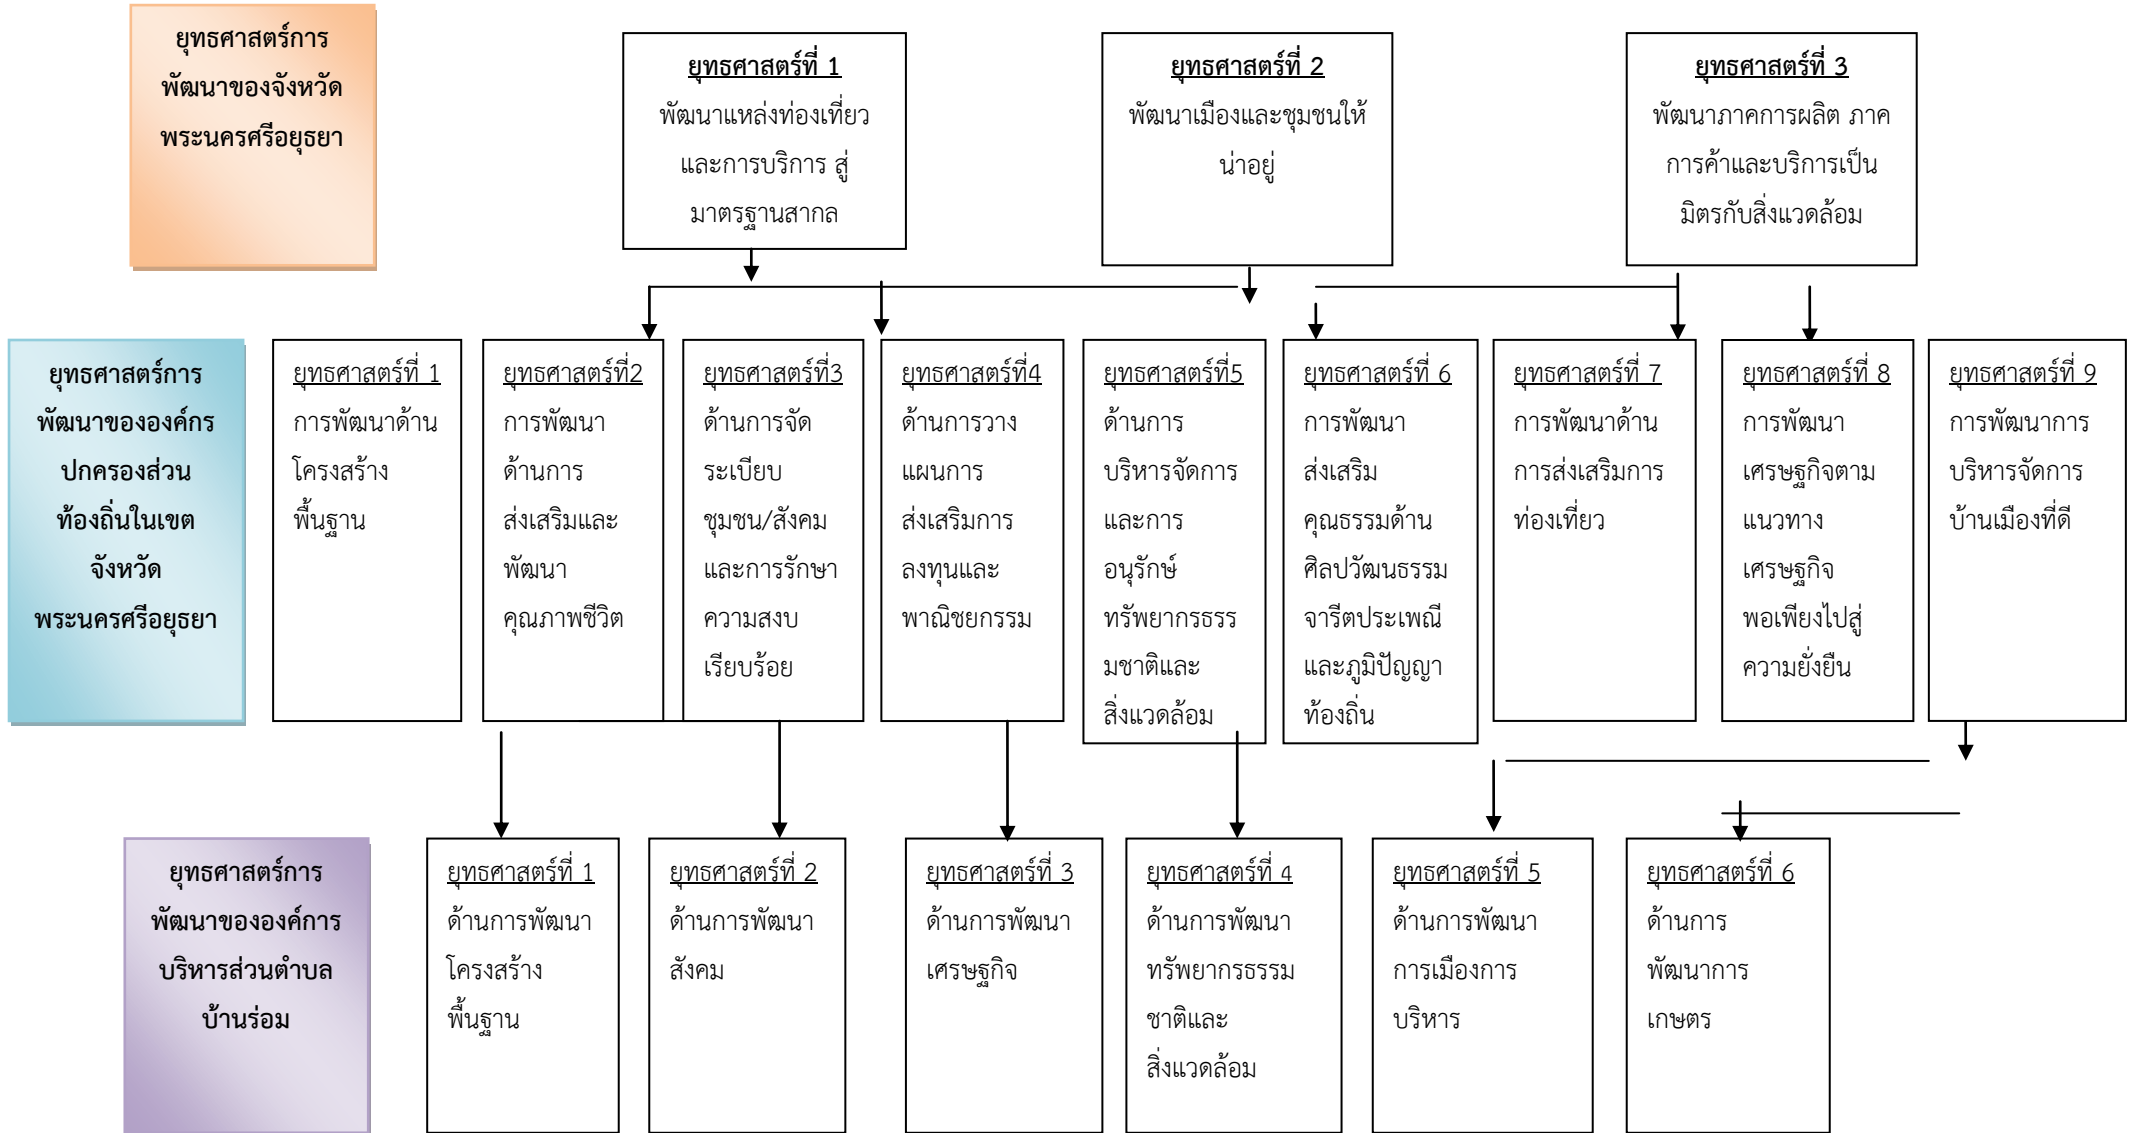 ยุทธศาสตร์การ
พัฒนาของจังหวัด
พระนครศรีอยุธยา
ยุทธศาสตร์ที่ 1
พัฒนาแหล่งท่องเที่ยว
และการบริการ สู่
มาตรฐานสากล
ยุทธศาสตร์ที่ 2
พัฒนาเมืองและชุมชนให้
น่าอยู่
ยุทธศาสตร์ที่ 3
พัฒนาภาคการผลิต ภาค
การค้าและบริการเป็น
มิตรกับสิ่งแวดล้อม
ยุทธศาสตร์การ
พัฒนาขององค์กร
ปกครองส่วน
ท้องถิ่นในเขต
จังหวัด
พระนครศรีอยุธยา
ยุทธศาสตร์ที่ 1
การพัฒนาด้าน
โครงสร้าง
พื้นฐาน
ยุทธศาสตร์ที่2
การพัฒนา
ด้านการ
ส่งเสริมและ
พัฒนา
คุณภาพชีวิต
ยุทธศาสตร์ที่3
ด้านการจัด
ระเบียบ
ชุมชน/สังคม
และการรักษา
ความสงบ
เรียบร้อย
ยุทธศาสตร์ที่4
ด้านการวาง
แผนการ
ส่งเสริมการ
ลงทุนและ
พาณิชยกรรม
ยุทธศาสตร์ที่5
ด้านการ
บริหารจัดการ
และการ
อนุรักษ์
ทรัพยากรธรร
มชาติและ
สิ่งแวดล้อม
ยุทธศาสตร์ที่ 6
การพัฒนา
ส่งเสริม
คุณธรรมด้าน
ศิลปวัฒนธรรม
จารีตประเพณี
และภูมิปัญญา
ท้องถิ่น
ยุทธศาสตร์ที่ 7
การพัฒนาด้าน
การส่งเสริมการ
ท่องเที่ยว
ยุทธศาสตร์ที่ 8
การพัฒนา
เศรษฐกิจตาม
แนวทาง
เศรษฐกิจ
พอเพียงไปสู่
ความยั่งยืน
ยุทธศาสตร์ที่ 9
การพัฒนาการ
บริหารจัดการ
บ้านเมืองที่ดี
ยุทธศาสตร์การ
พัฒนาขององค์การ
บริหารส่วนตำบล
บ้านร่อม
ยุทธศาสตร์ที่ 1
ด้านการพัฒนา
โครงสร้าง
พื้นฐาน
ยุทธศาสตร์ที่ 2
ด้านการพัฒนา
สังคม
ยุทธศาสตร์ที่ 3
ด้านการพัฒนา
เศรษฐกิจ
ยุทธศาสตร์ที่ 4
ด้านการพัฒนา
ทรัพยากรธรรม
ชาติและ
สิ่งแวดล้อม
ยุทธศาสตร์ที่ 5
ด้านการพัฒนา
การเมืองการ
บริหาร
ยุทธศาสตร์ที่ 6
ด้านการ
พัฒนาการ
เกษตร